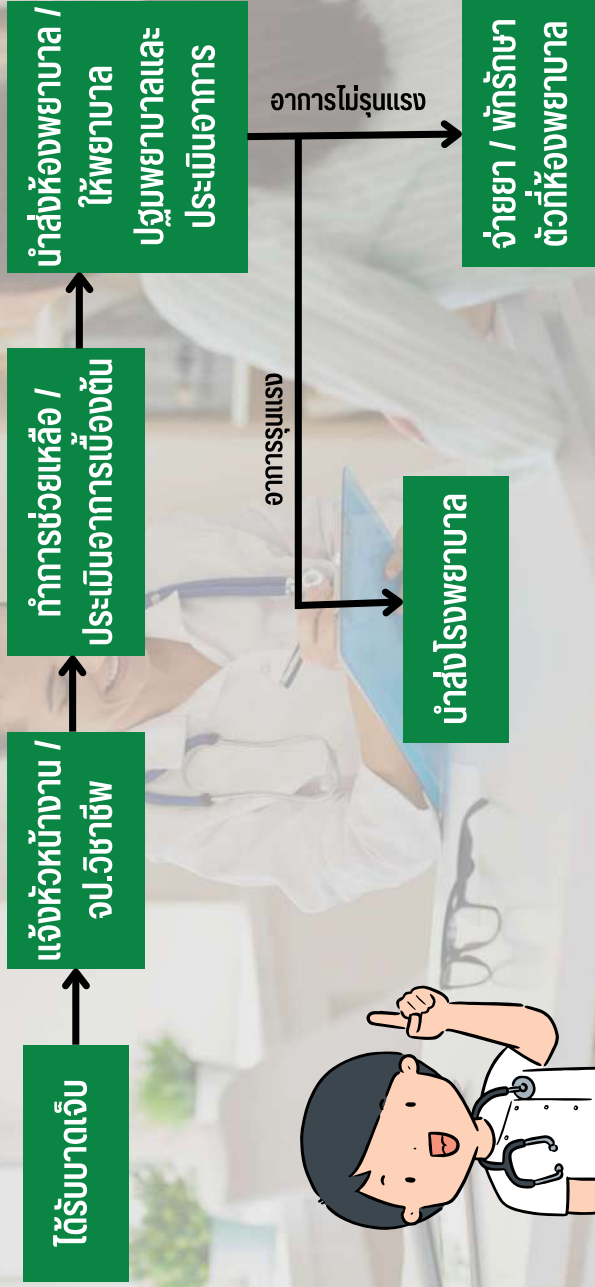 ได้รับบาดเจ็บ
แจ้งหัวหน้างาน /
จป.วิชาชีพ
ทำการช่วยเหลือ /
ประเมินอาการเบื้องต้น
นำส่งห้องพยาบาล /
ให้พยาบาล
ปฐมพยาบาลและ
ประเมินอาการ
อาการไม่รุนแรง
จ่ายยา / พักรักษา
ตัวที่ห้องพยาบาล
อาการรุนแรง
นำส่งโรงพยาบาล